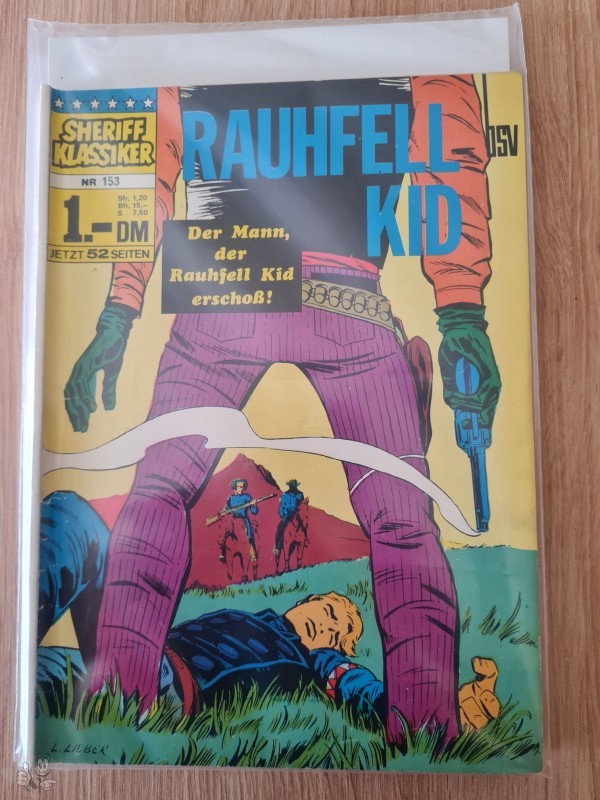 SHERIFF
KLASSIKER
NR 153
Sfr. 1,20
Bfr. 15,–
S 7,50
1.– DM
JETZT 52 SEITEN
RAUHFELL
KID
BSV
Der Mann,
der
Rauhfell Kid
erschoß!
L. LIEBER